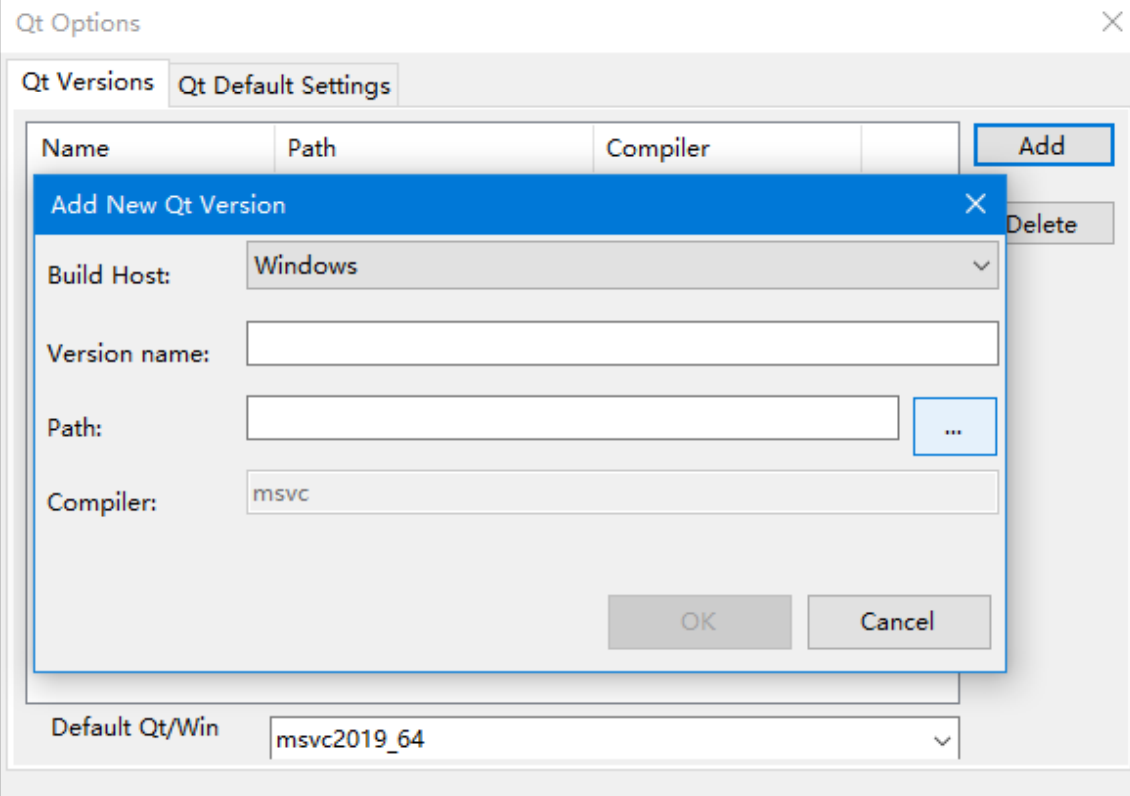 Qt Options
Qt Versions Qt Default Settings
Name Path Compiler Add
Add New Qt Version
Delete
Build Host: Windows
Version name:
Path: ...
Compiler: msvc
OK Cancel
Default Qt/Win msvc2019_64